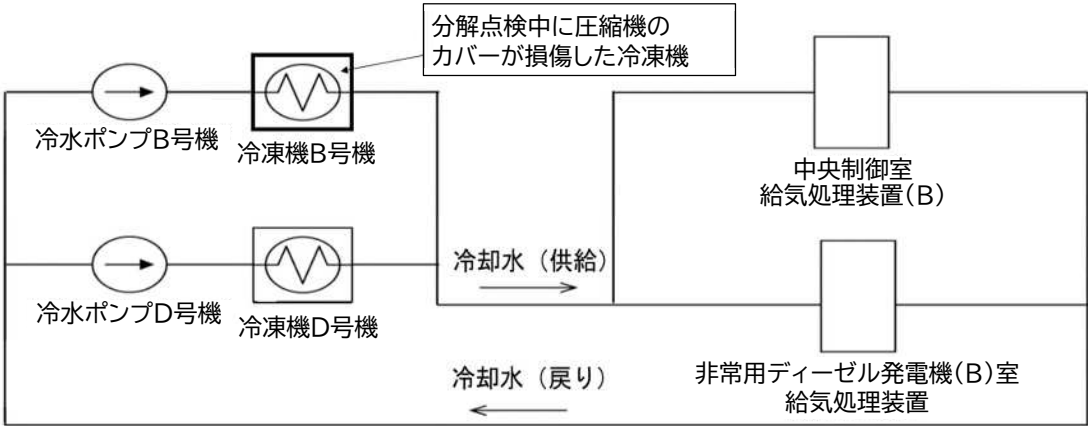 分解点検中に圧縮機の
カバーが損傷した冷凍機
冷水ポンプB号機
冷凍機B号機
中央制御室
給気処理装置(B)
冷却水（供給）
冷水ポンプD号機
冷凍機D号機
冷却水（戻り）
非常用ディーゼル発電機(B)室
給気処理装置